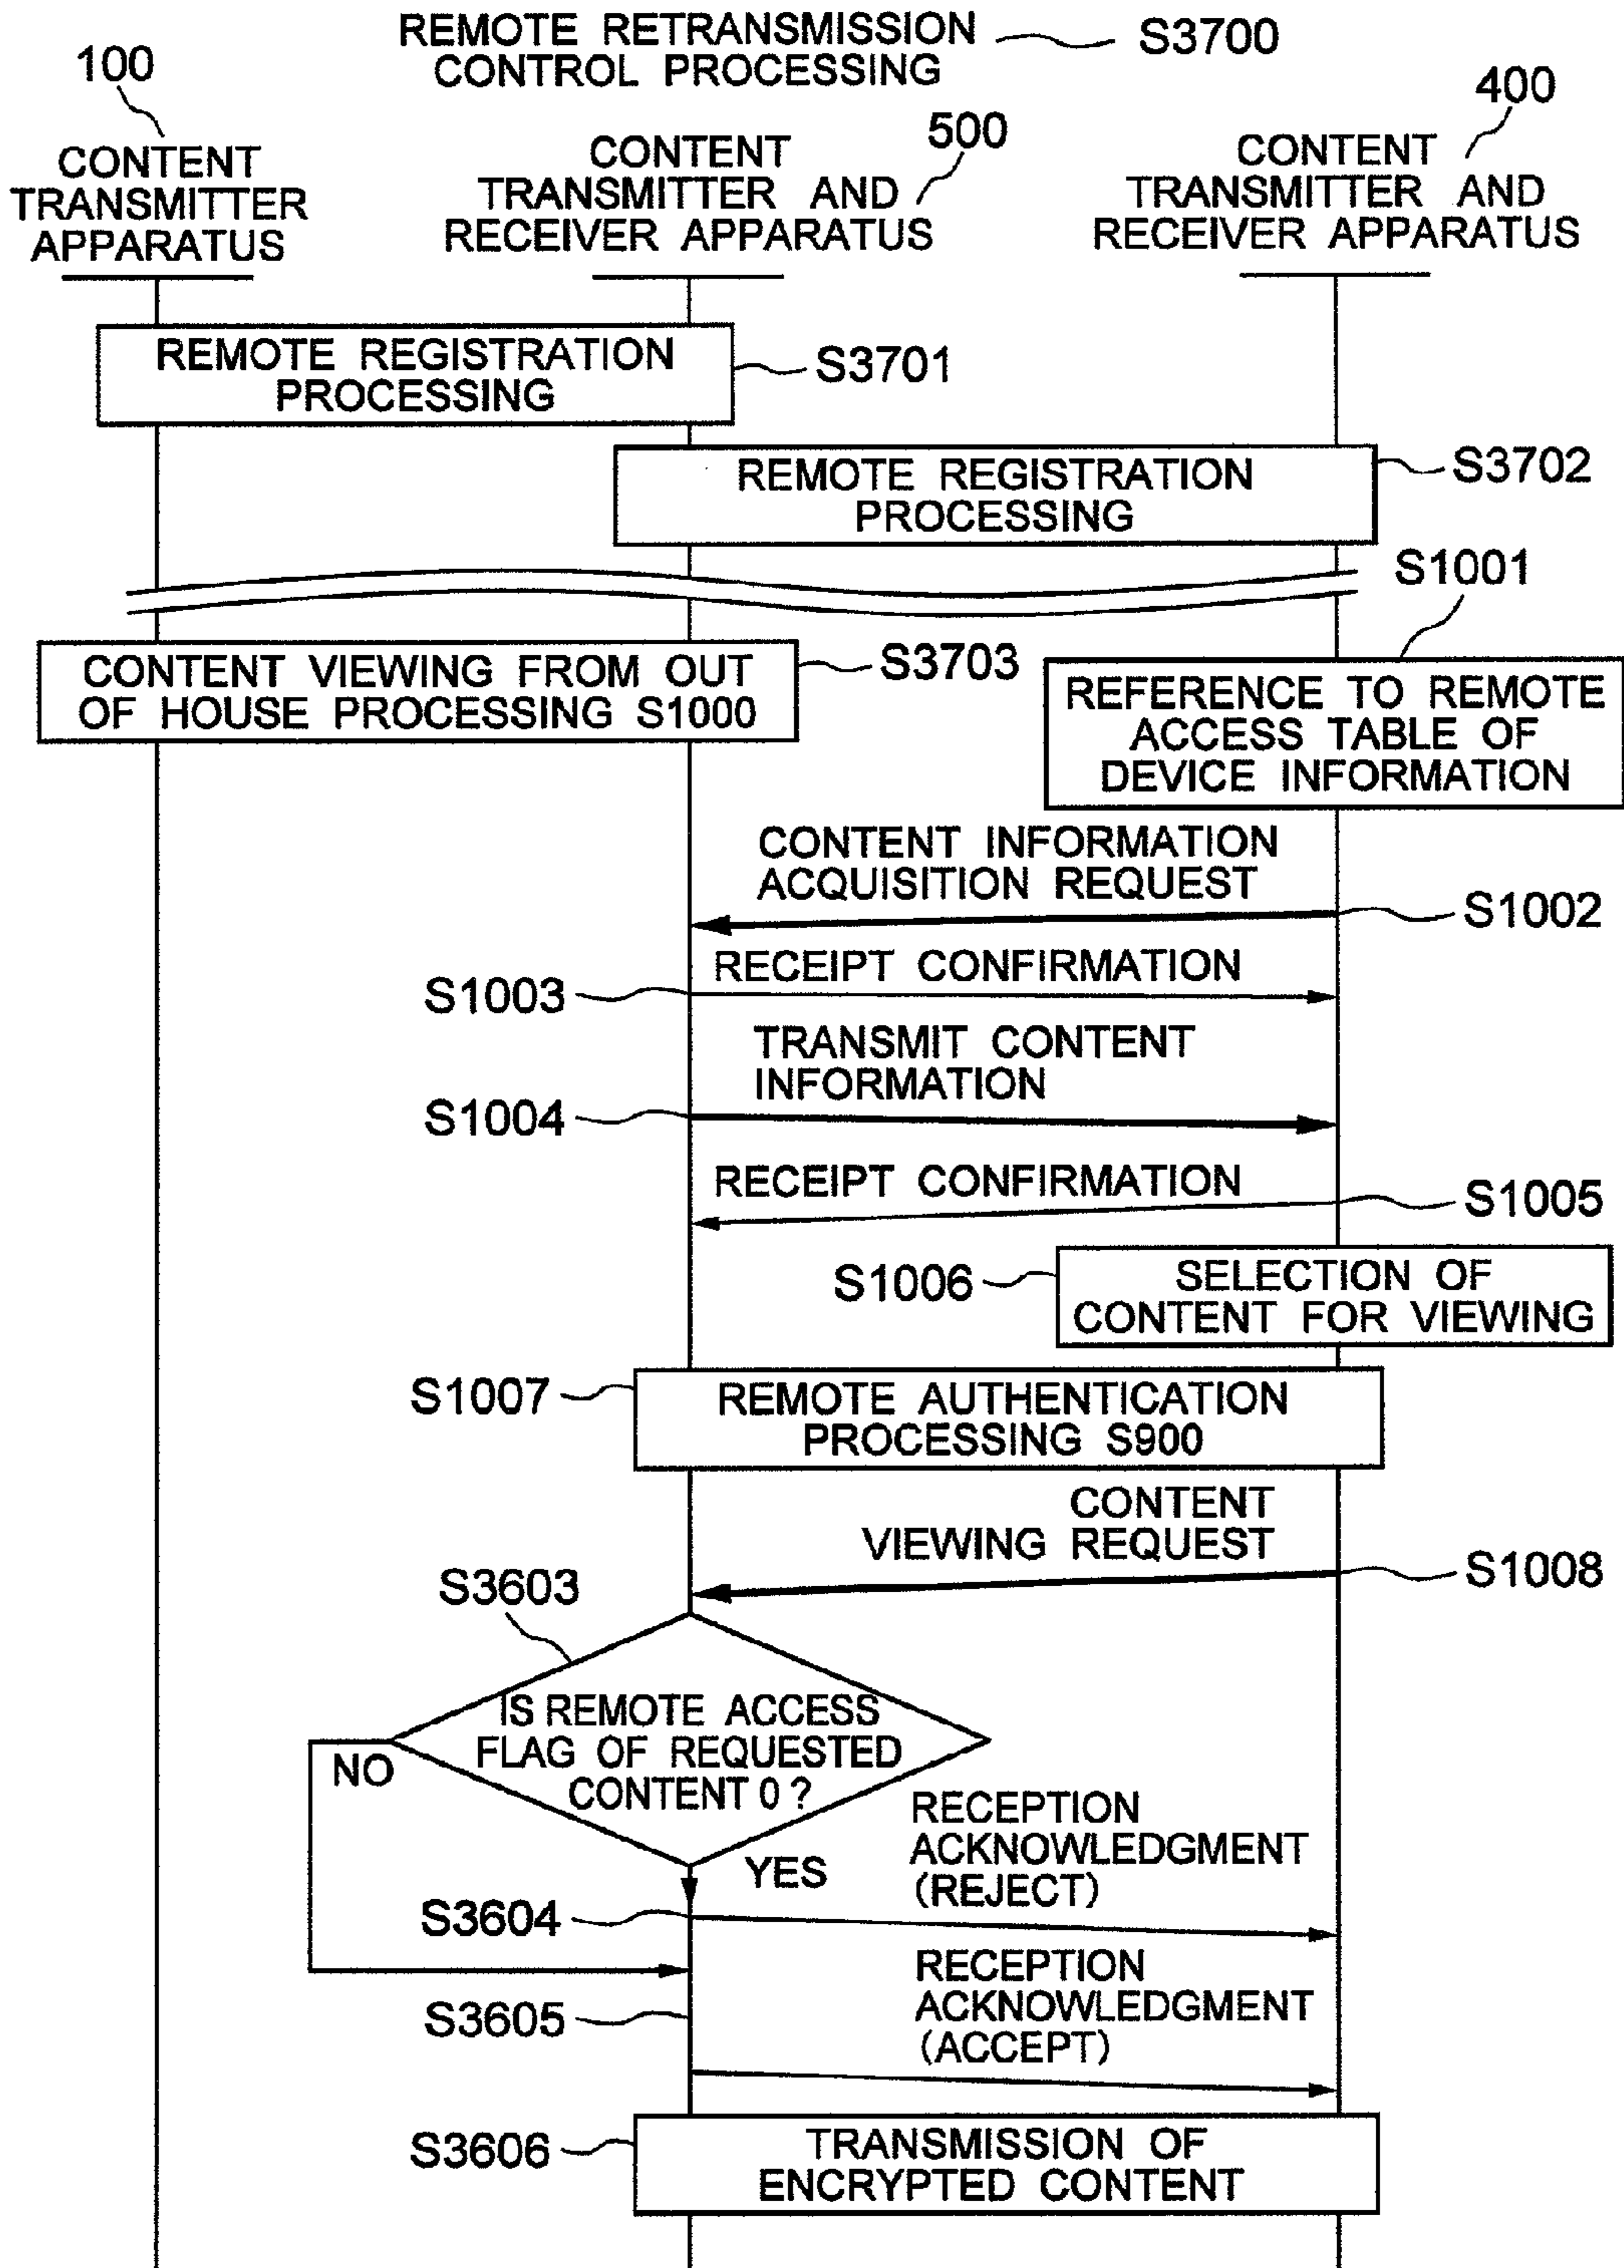 REMOTE RETRANSMISSION
CONTROL PROCESSING
S3700
100
CONTENT
TRANSMITTER
APPARATUS
500
CONTENT
TRANSMITTER AND
RECEIVER APPARATUS
400
CONTENT
TRANSMITTER AND
RECEIVER APPARATUS
REMOTE REGISTRATION
PROCESSING
S3701
REMOTE REGISTRATION
PROCESSING
S3702
CONTENT VIEWING FROM OUT
OF HOUSE PROCESSING S1000
S3703
S1001
REFERENCE TO REMOTE
ACCESS TABLE OF
DEVICE INFORMATION
CONTENT INFORMATION
ACQUISITION REQUEST
S1002
RECEIPT CONFIRMATION
S1003
TRANSMIT CONTENT
INFORMATION
S1004
RECEIPT CONFIRMATION
S1005
S1006
SELECTION OF
CONTENT FOR VIEWING
S1007
REMOTE AUTHENTICATION
PROCESSING S900
CONTENT
VIEWING REQUEST
S1008
S3603
IS REMOTE ACCESS
FLAG OF REQUESTED
CONTENT 0 ?
NO
YES
RECEPTION
ACKNOWLEDGMENT
(REJECT)
S3604
RECEPTION
ACKNOWLEDGMENT
(ACCEPT)
S3605
S3606
TRANSMISSION OF
ENCRYPTED CONTENT